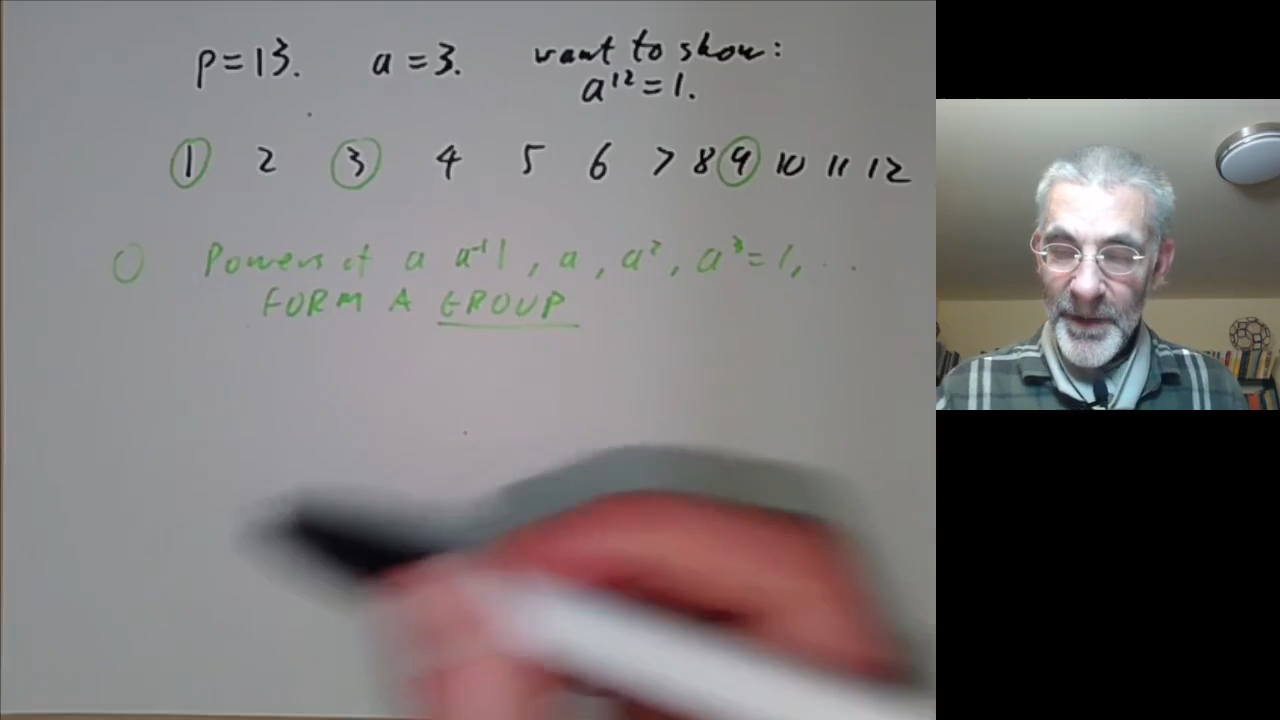 p=13. a=3. want to show:
a¹²=1.
1 2 3 4 5 6 7 8 9 10 11 12
Powers of a a⁻¹ 1, a, a², a³=1, ..
FORM A GROUP